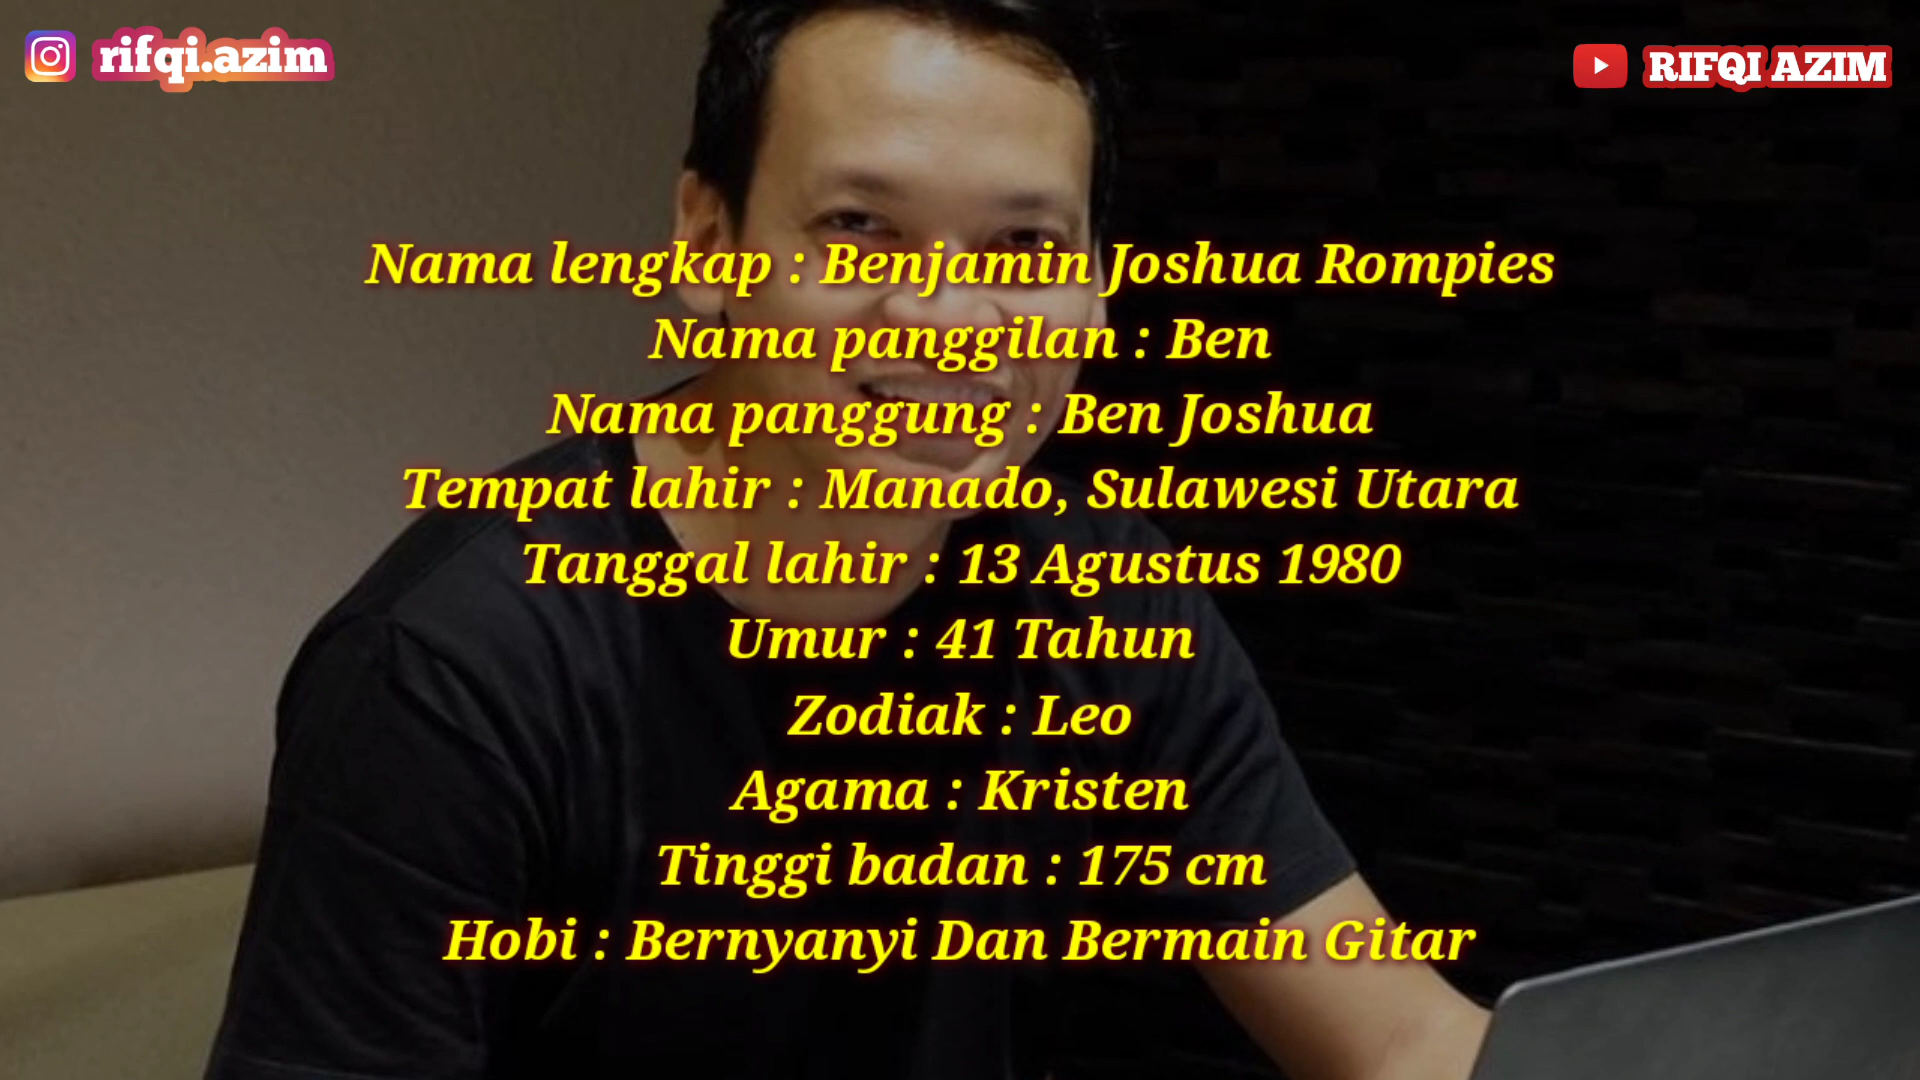 rifqi.azim
RIFQI AZIM
Nama lengkap : Benjamin Joshua Rompies
Nama panggilan : Ben
Nama panggung : Ben Joshua
Tempat lahir : Manado, Sulawesi Utara
Tanggal lahir : 13 Agustus 1980
Umur : 41 Tahun
Zodiak : Leo
Agama : Kristen
Tinggi badan : 175 cm
Hobi : Bernyanyi Dan Bermain Gitar